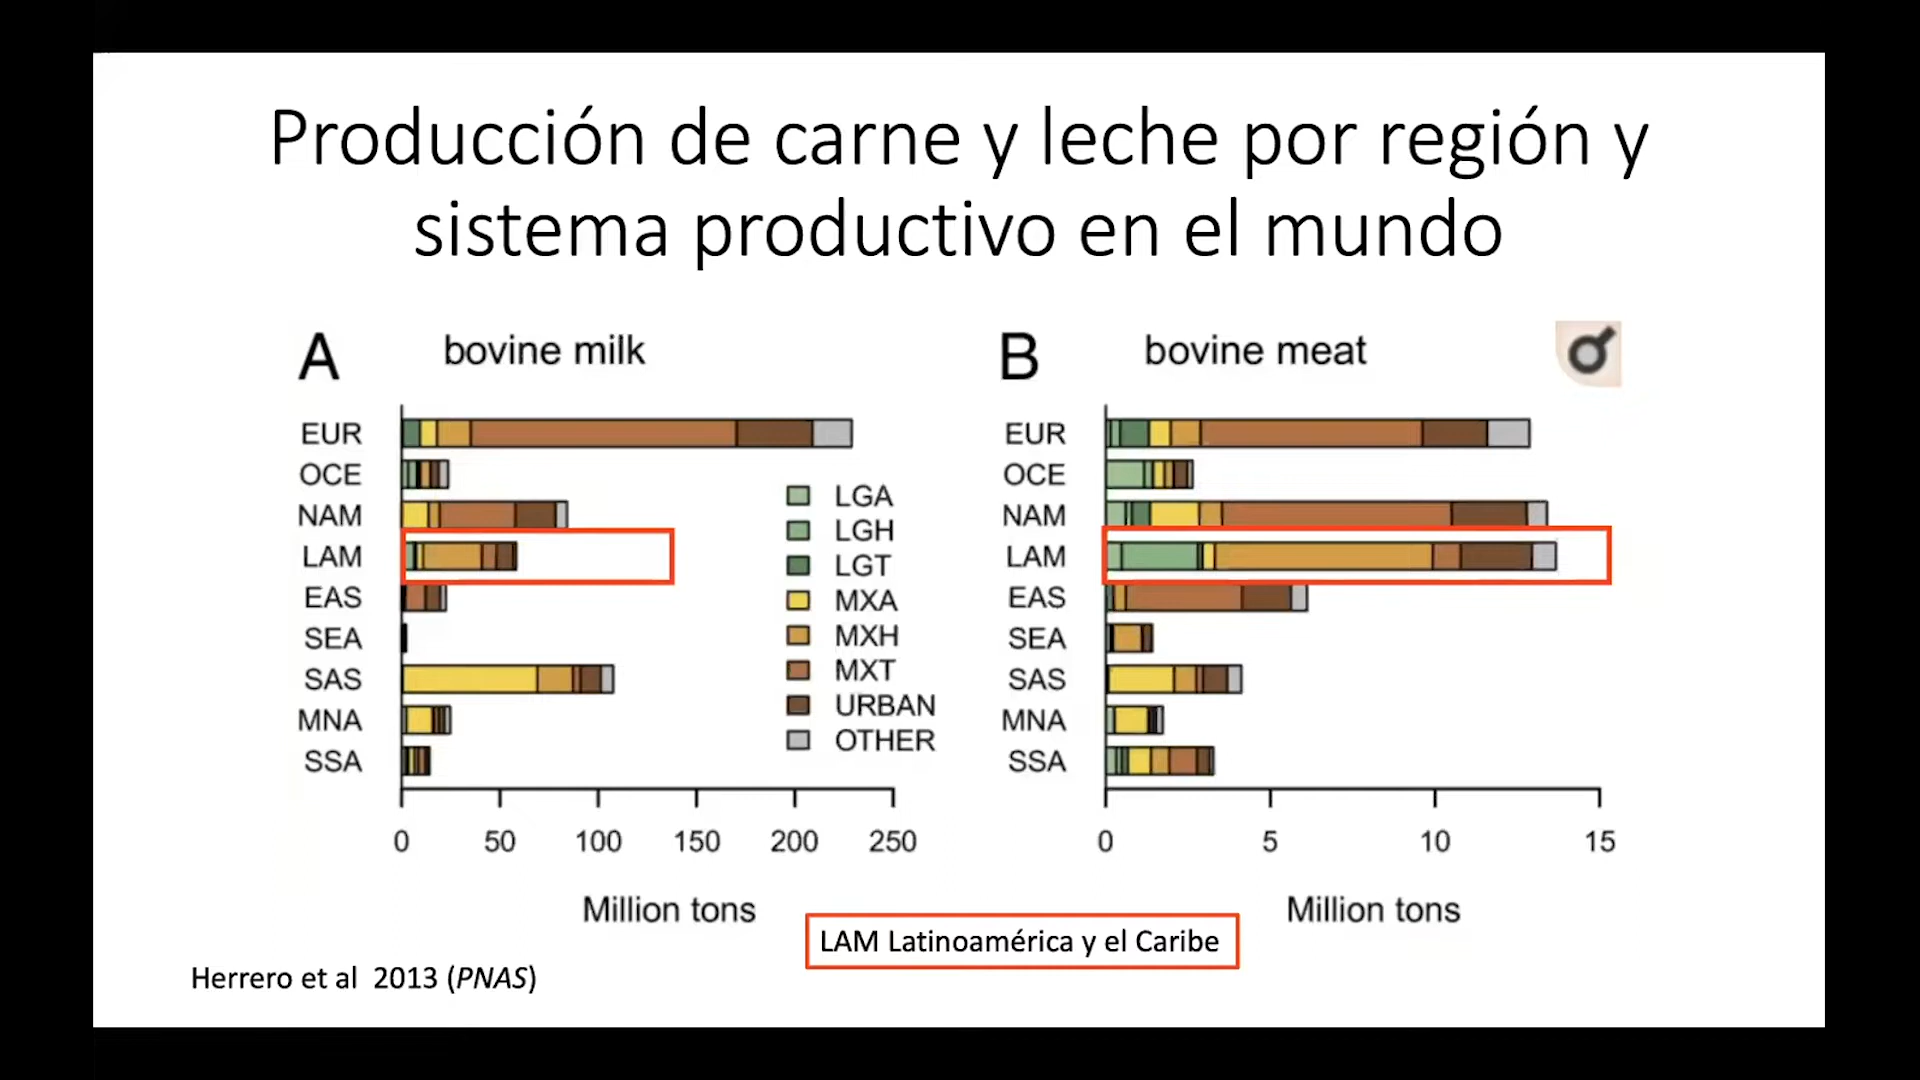 Producción de carne y leche por región y
sistema productivo en el mundo
A bovine milk
EUR
OCE
NAM
LAM
EAS
SEA
SAS
MNA
SSA
LGA
LGH
LGT
MXA
MXH
MXT
URBAN
OTHER
0 50 100 150 200 250
Million tons
B bovine meat
EUR
OCE
NAM
LAM
EAS
SEA
SAS
MNA
SSA
0 5 10 15
Million tons
LAM Latinoamérica y el Caribe
Herrero et al 2013 (PNAS)